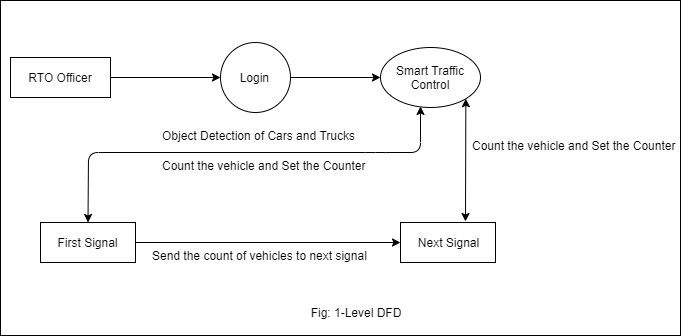 RTO Officer
Login
Smart Traffic
Control
Object Detection of Cars and Trucks
Count the vehicle and Set the Counter
Count the vehicle and Set the Counter
First Signal
Send the count of vehicles to next signal
Next Signal
Fig: 1-Level DFD